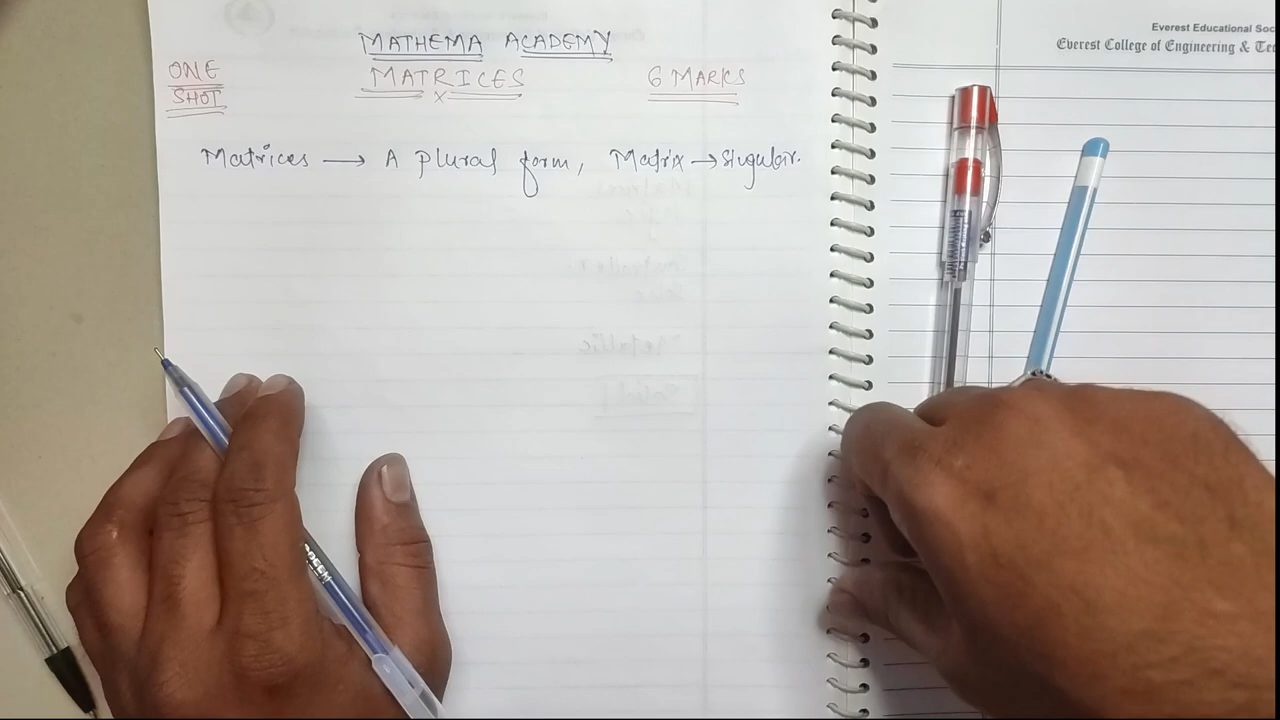 MATHEMA ACADEMY
ONE SHOT
MATRICES
6 MARKS
Matrices → A plural form, Matrix → Singular.
Everest Educational Soc
Everest College of Engineering & Te